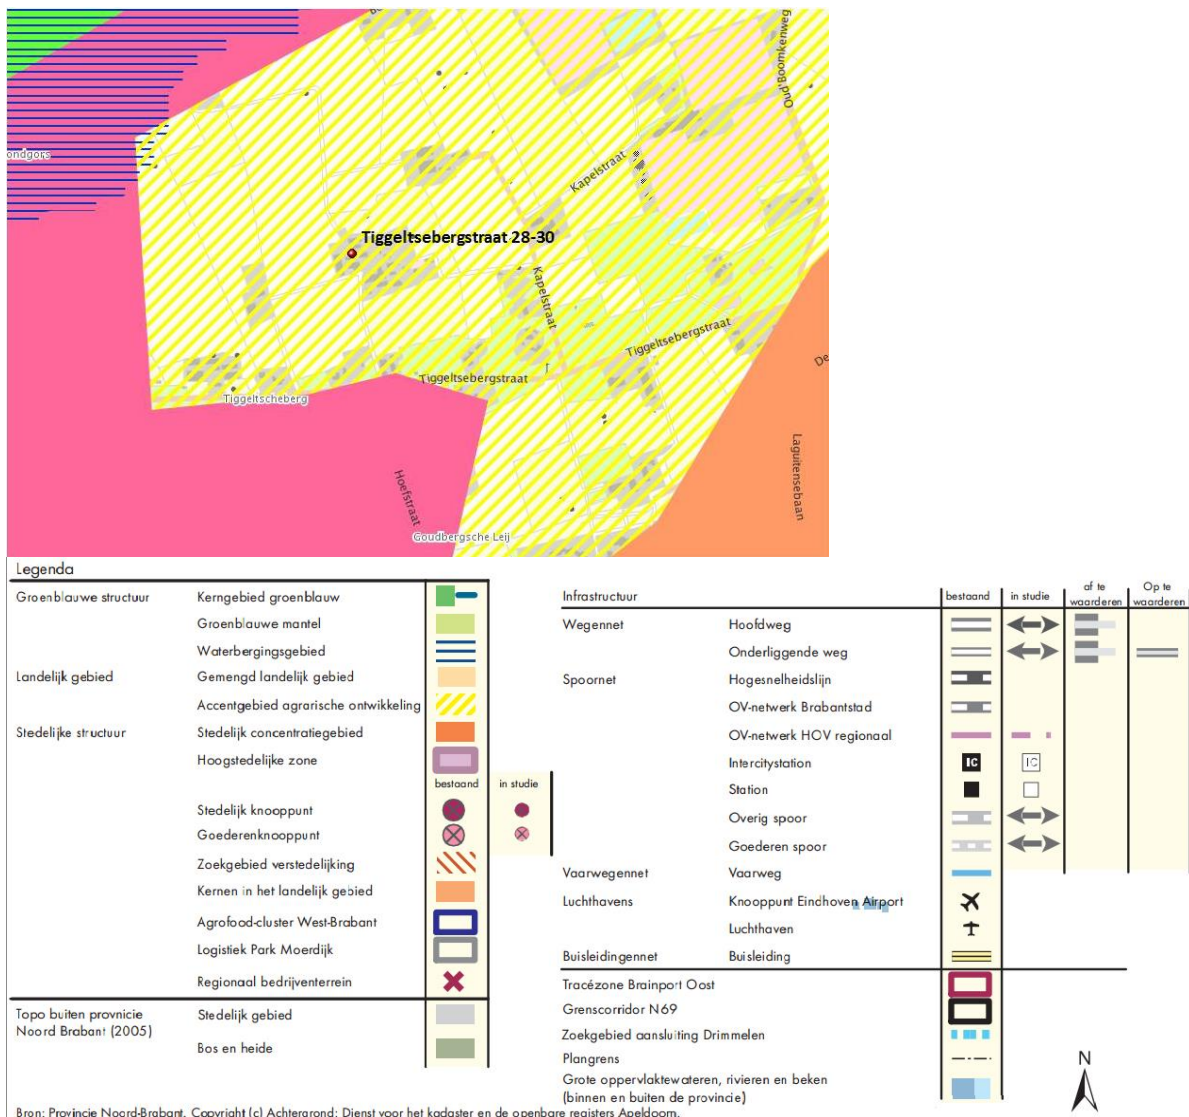 Oud'Boomkenweg
ondgors
Kapelstraat
Tiggeltsebergstraat 28-30
Kapelstraat
Tiggeltsebergstraat
De
Tiggeltsebergstraat
Tiggeltscheberg
Hoefstraat
Laguitensebaan
Goudbergsche Leij
Legenda
Groenblauwe structuur Kerngebied groenblauw
Groenblauwe mantel
Waterbergingsgebied
Landelijk gebied Gemengd landelijk gebied
Accentgebied agrarische ontwikkeling
Stedelijke structuur Stedelijk concentratiegebied
Hoogstedelijke zone
bestaand in studie
Stedelijk knooppunt
Goederenknooppunt
Zoekgebied verstedelijking
Kernen in het landelijk gebied
Agrofood-cluster West-Brabant
Logistiek Park Moerdijk
Regionaal bedrijventerrein
Topo buiten provnicie Stedelijk gebied
Noord Brabant (2005)
Bos en heide
Infrastructuur bestaand in studie af te waarderen Op te waarderen
Wegennet Hoofdweg
Onderliggende weg
Spoornet Hogesnelheidslijn
OV-netwerk Brabantstad
OV-netwerk HOV regionaal
Intercitystation IC IC
Station
Overig spoor
Goederen spoor
Vaarwegennet Vaarweg
Luchthavens Knooppunt Eindhoven Airport
Luchthaven
Buisleidingennet Buisleiding
Tracézone Brainport Oost
Grenscorridor N69
Zoekgebied aansluiting Drimmelen
Plangrens
Grote oppervlaktewateren, rivieren en beken
(binnen en buiten de provincie)
N
Bron: Provincie Noord-Brabant, Copyright (c) Achtergrond: Dienst voor het kadaster en de openbare registers Apeldoorn.